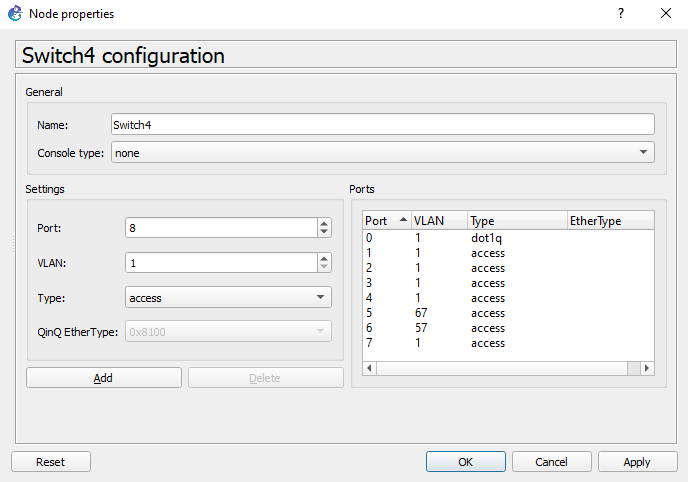 Node properties
Switch4 configuration
General
Name: Switch4
Console type: none
Settings
Port: 8
VLAN: 1
Type: access
QinQ EtherType: 0x8100
Add Delete
Ports
Port VLAN Type EtherType
0 1 dot1q
1 1 access
2 1 access
3 1 access
4 1 access
5 67 access
6 57 access
7 1 access
Reset OK Cancel Apply